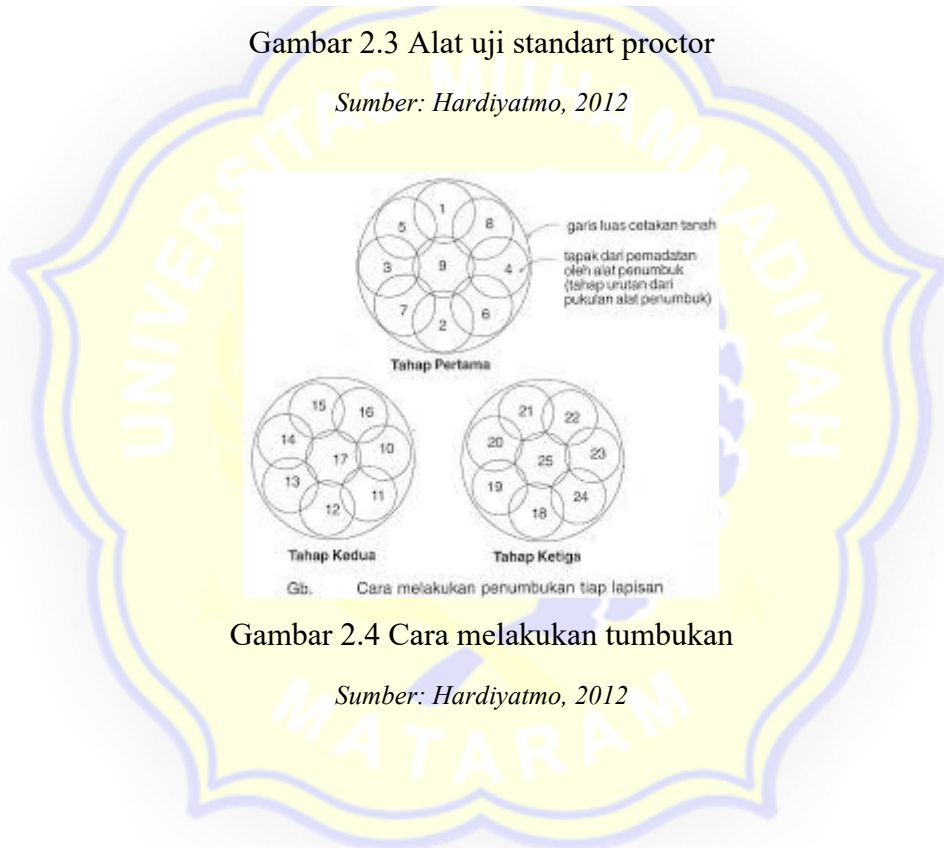 Gambar 2.3 Alat uji standart proctor
Sumber: Hardiyatmo, 2012
UNIVERSITAS MUHAMMADIYAH
MATARAM
1
5
8
garis luas cetakan tanah
3
9
4
tapak dari pemadatan
oleh alat penumbuk
(tahap urutan dari
pukulan alat penumbuk)
7
6
2
Tahap Pertama
15
16
14
17
10
13
11
12
Tahap Kedua
21
22
20
25
23
19
24
18
Tahap Ketiga
Gb. Cara melakukan penumbukan tiap lapisan
Gambar 2.4 Cara melakukan tumbukan
Sumber: Hardiyatmo, 2012